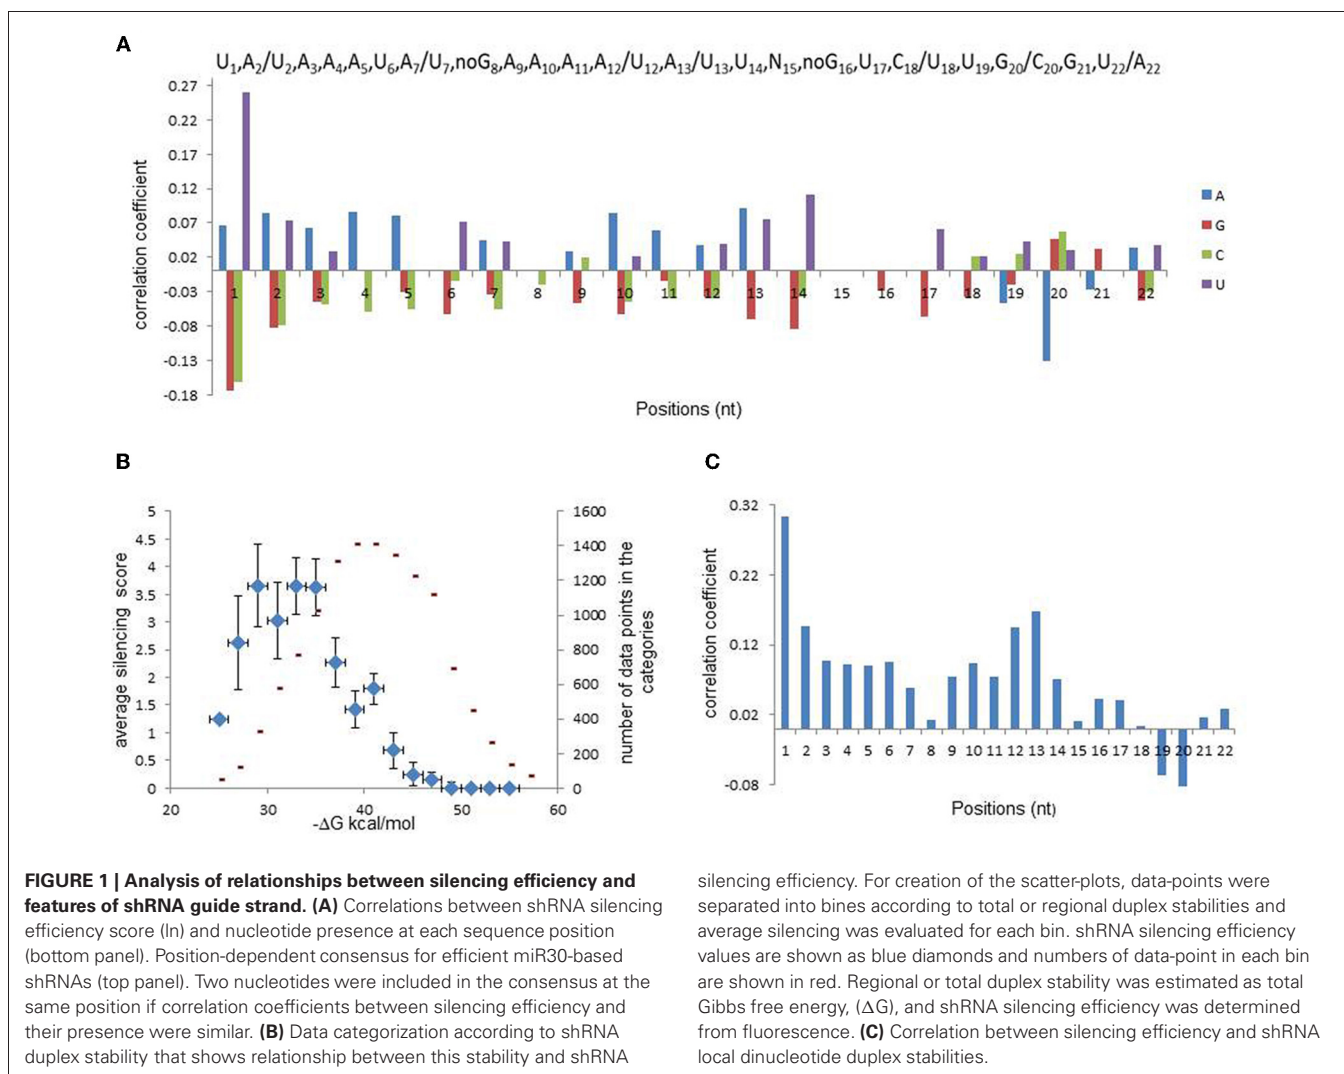 A
U1,A2/U2,A3,A4,A5,U6,A7/U7,noG8,A9,A10,A11,A12/U12,A13/U13,U14,N15,noG16,U17,C18/U18,U19,G20/C20,G21,U22/A22
0.27
0.22
0.17
0.12
0.07
0.02
-0.03
-0.08
-0.13
-0.18
correlation coefficient
1 2 3 4 5 6 7 8 9 10 11 12 13 14 15 16 17 18 19 20 21 22
Positions (nt)
A
G
C
U
B
5
4.5
4
3.5
3
2.5
2
1.5
1
0.5
0
average silencing score
1600
1400
1200
1000
800
600
400
200
0
number of data points in the
categories
20 30 40 50 60
-ΔG kcal/mol
C
0.32
0.22
0.12
0.02
-0.08
correlation coefficient
1 2 3 4 5 6 7 8 9 10 11 12 13 14 15 16 17 18 19 20 21 22
Positions (nt)
FIGURE 1 | Analysis of relationships between silencing efficiency and
features of shRNA guide strand. (A) Correlations between shRNA silencing
efficiency score (ln) and nucleotide presence at each sequence position
(bottom panel). Position-dependent consensus for efficient miR30-based
shRNAs (top panel). Two nucleotides were included in the consensus at the
same position if correlation coefficients between silencing efficiency and
their presence were similar. (B) Data categorization according to shRNA
duplex stability that shows relationship between this stability and shRNA
silencing efficiency. For creation of the scatter-plots, data-points were
separated into bines according to total or regional duplex stabilities and
average silencing was evaluated for each bin. shRNA silencing efficiency
values are shown as blue diamonds and numbers of data-point in each bin
are shown in red. Regional or total duplex stability was estimated as total
Gibbs free energy, (ΔG), and shRNA silencing efficiency was determined
from fluorescence. (C) Correlation between silencing efficiency and shRNA
local dinucleotide duplex stabilities.